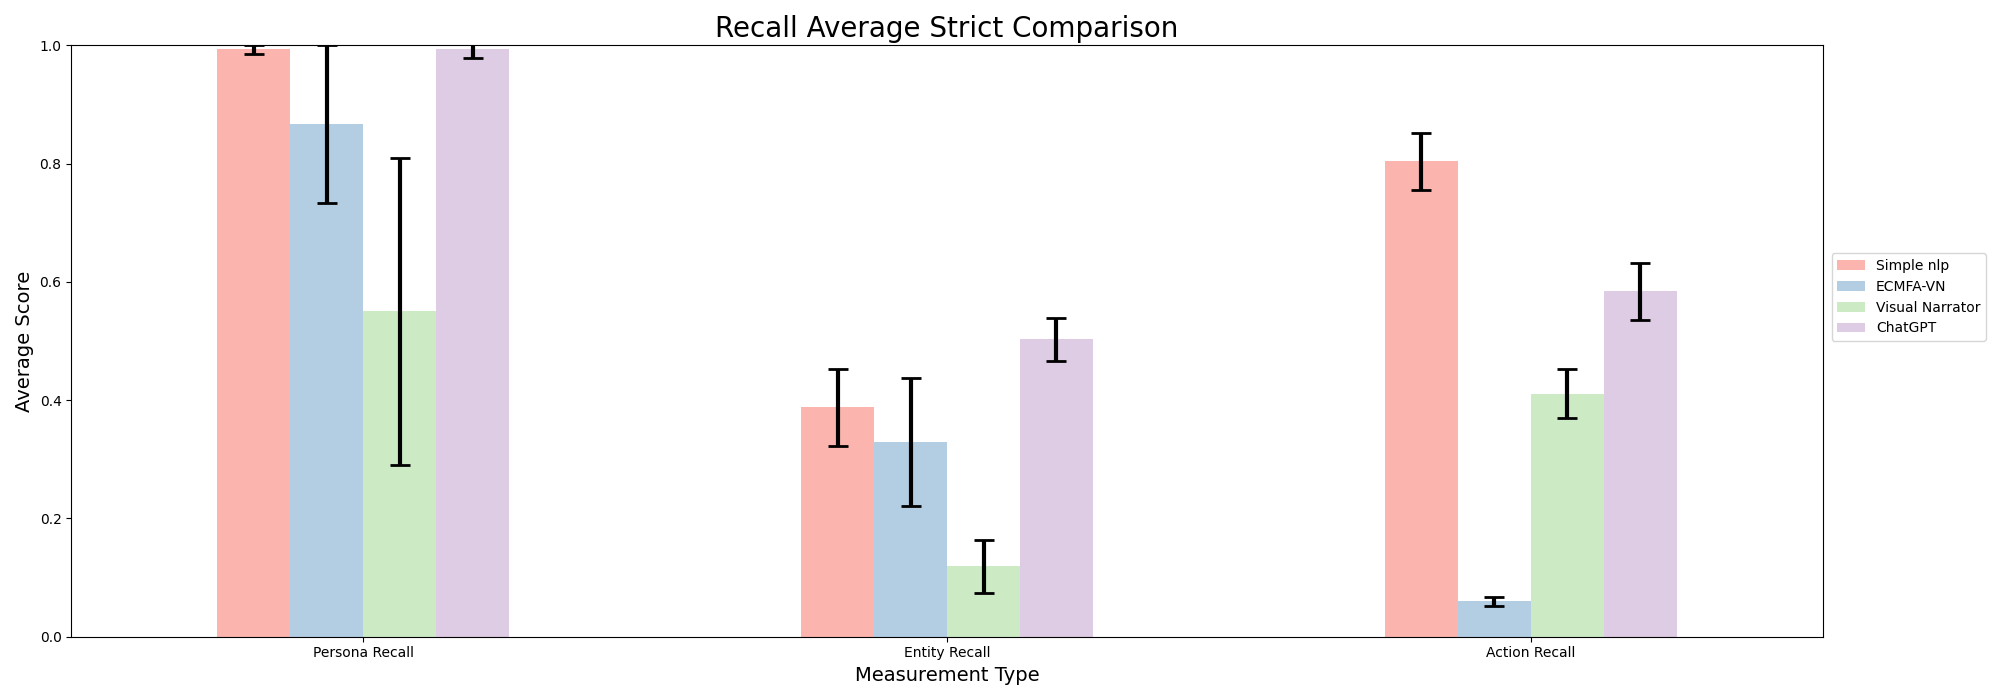 Recall Average Strict Comparison
1.0
0.8
0.6
0.4
0.2
0.0
Average Score
Persona Recall
Entity Recall
Action Recall
Measurement Type
Simple nlp
ECMFA-VN
Visual Narrator
ChatGPT